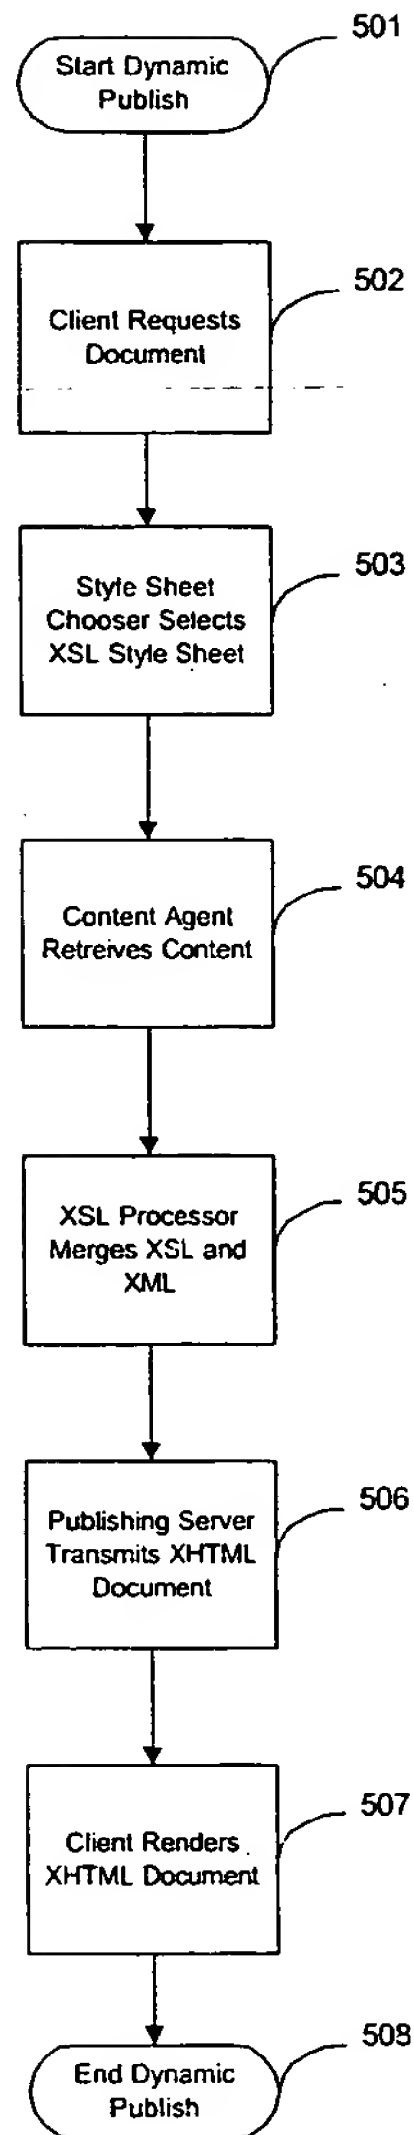 501
Start Dynamic
Publish
502
Client Requests
Document
503
Style Sheet
Chooser Selects
XSL Style Sheet
504
Content Agent
Retreives Content
505
XSL Processor
Merges XSL and
XML
506
Publishing Server
Transmits XHTML
Document
507
Client Renders
XHTML Document
508
End Dynamic
Publish